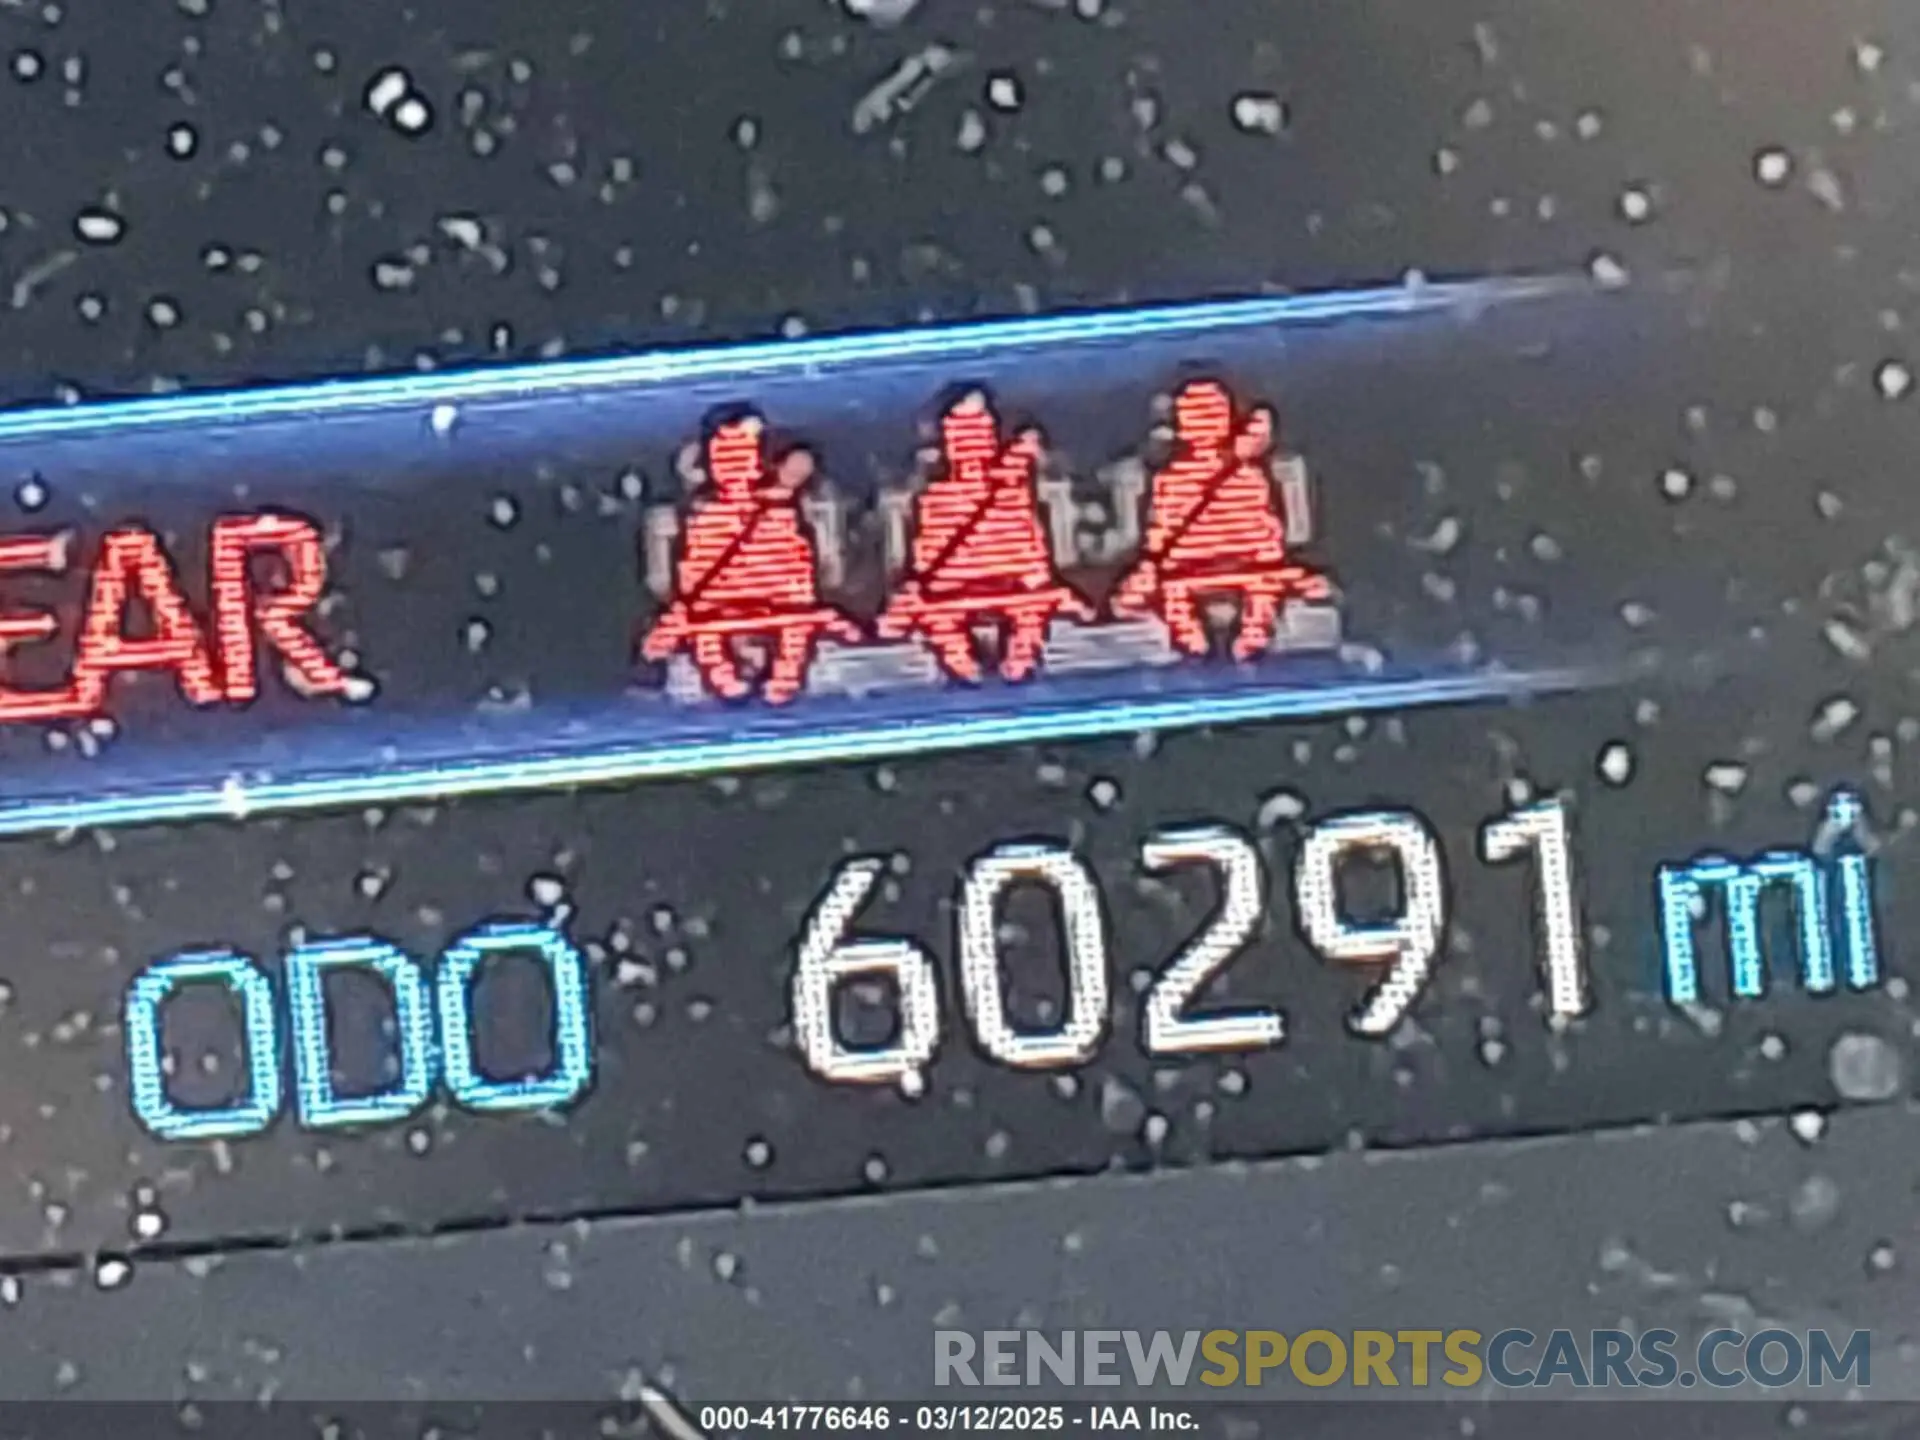 EAR
ODO 60291 mi
RENEWSPORTSCARS.COM
000-41776646 - 03/12/2025 - IAA Inc.